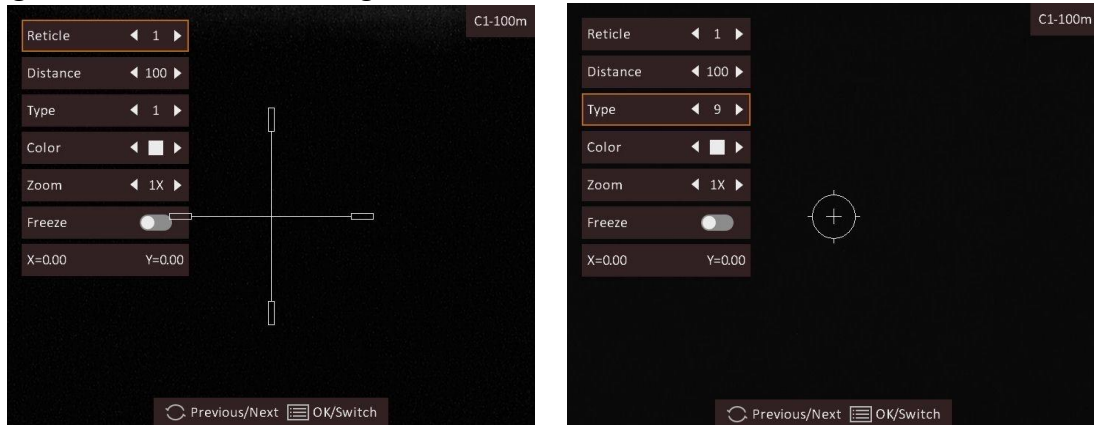 C1-100m
Reticle 1
Distance 100
Type 1
Color
Zoom 1X
Freeze
X=0.00 Y=0.00
Previous/Next OK/Switch
C1-100m
Reticle 1
Distance 100
Type 9
Color
Zoom 1X
Freeze
X=0.00 Y=0.00
Previous/Next OK/Switch